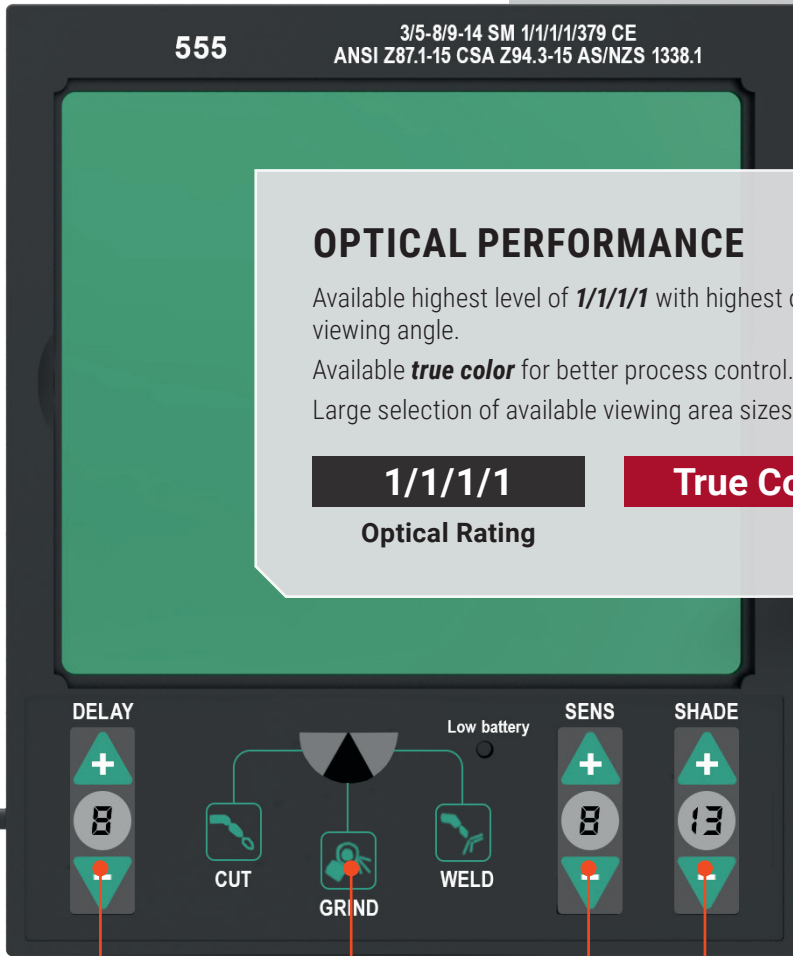 555
3/5-8/9-14 SM 1/1/1/1/379 CE
ANSI Z87.1-15 CSA Z94.3-15 AS/NZS 1338.1
OPTICAL PERFORMANCE
Available highest level of 1/1/1/1 with highest
viewing angle.
Available true color for better process control.
Large selection of available viewing area sizes
1/1/1/1
True
Optical Rating
DELAY
Low battery
SENS
SHADE
+
+
+
8
8
13
-
-
-
CUT
GRIND
WELD